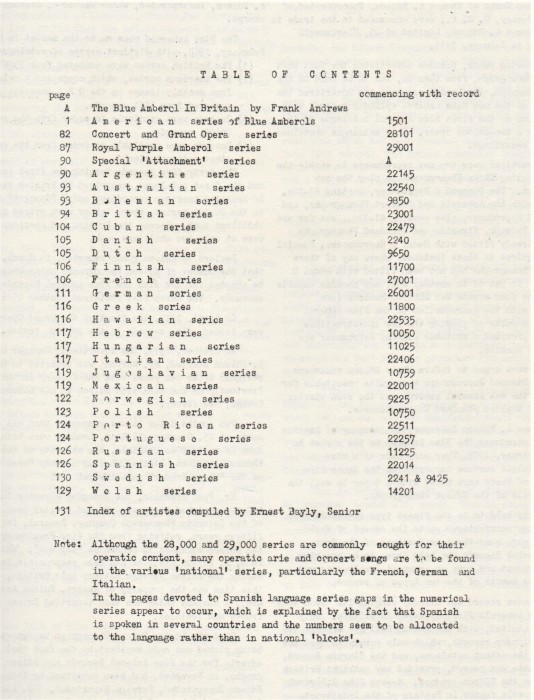 TABLE OF CONTENTS
page commencing with record
A The Blue Amberol In Britain by Frank Andrews
1 American series of Blue Amberols 1501
82 Concert and Grand Opera series 28101
87 Royal Purple Amberol series 29001
90 Special 'Attachment' series A
90 Argentine series 22145
93 Australian series 22540
93 Bohemian series 9850
94 British series 23001
104 Cuban series 22479
105 Danish series 2240
105 Dutch series 9650
106 Finnish series 11700
106 French series 27001
111 German series 26001
116 Greek series 11800
116 Hawaiian series 22535
117 Hebrew series 10050
117 Hungarian series 11025
117 Italian series 22406
119 Jugoslavian series 10759
119 Mexican series 22001
122 Norwegian series 9225
123 Polish series 10750
124 Porto Rican series 22511
124 Portuguese series 22257
126 Russian series 11225
126 Spannish series 22014
130 Swedish series 2241 & 9425
129 Welsh series 14201
131 Index of artistes compiled by Ernest Bayly, Senior
Note: Although the 28,000 and 29,000 series are commonly sought for their
operatic content, many operatic arie and concert songs are to be found
in the various 'national' series, particularly the French, German and
Italian.
In the pages devoted to Spanish language series gaps in the numerical
series appear to occur, which is explained by the fact that Spanish
is spoken in several countries and the numbers seem to be allocated
to the language rather than in national 'blocks'.